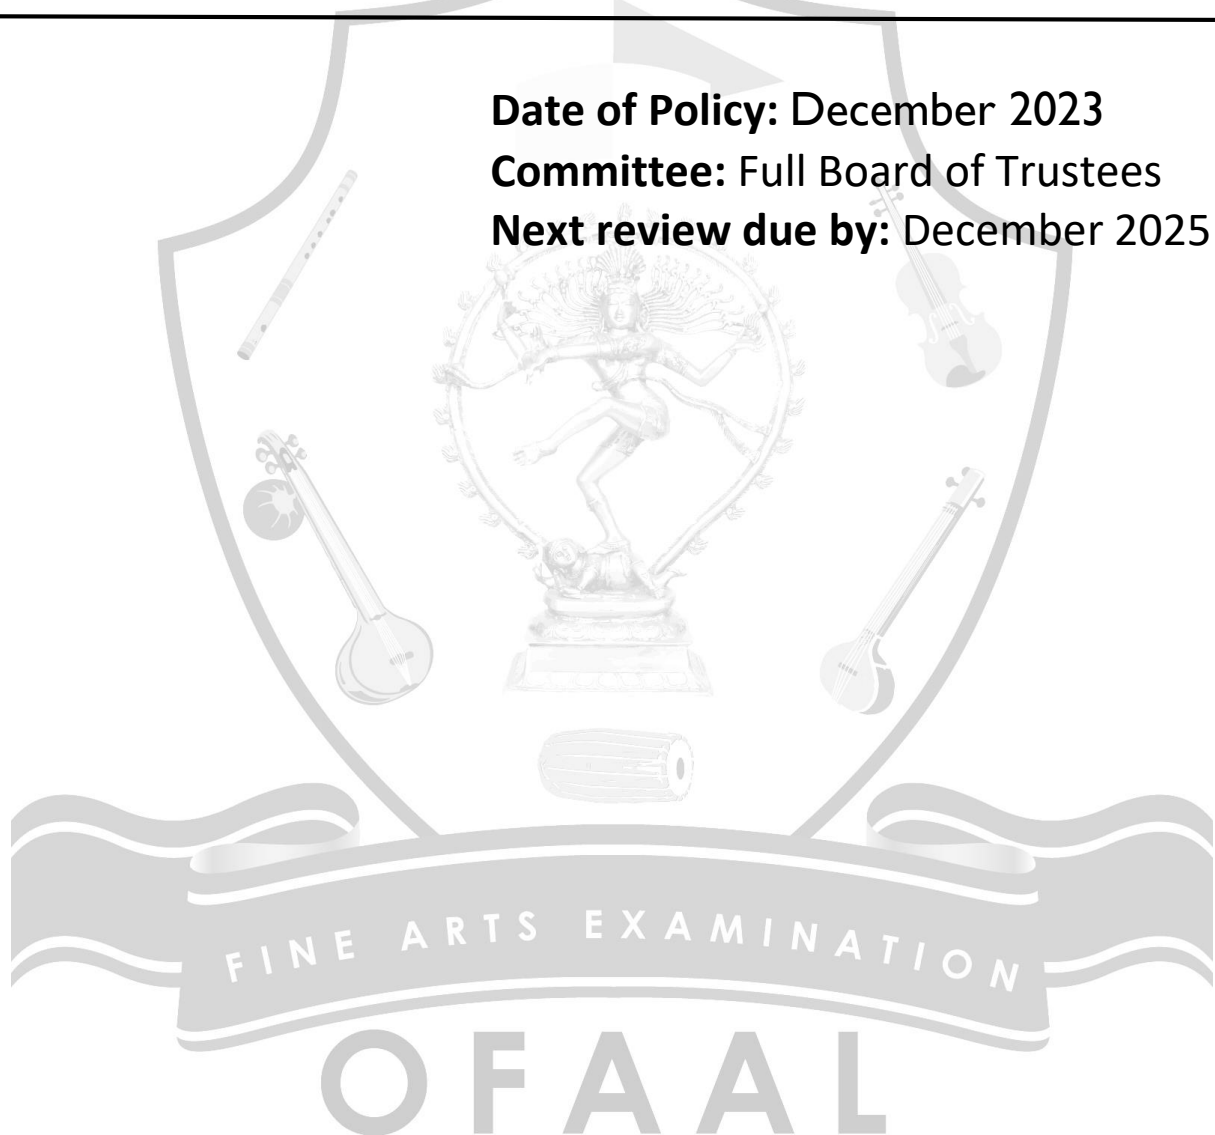 Date of Policy: December 2023
Committee: Full Board of Trustees
Next review due by: December 2025
FINE ARTS EXAMINATION
OFAAL